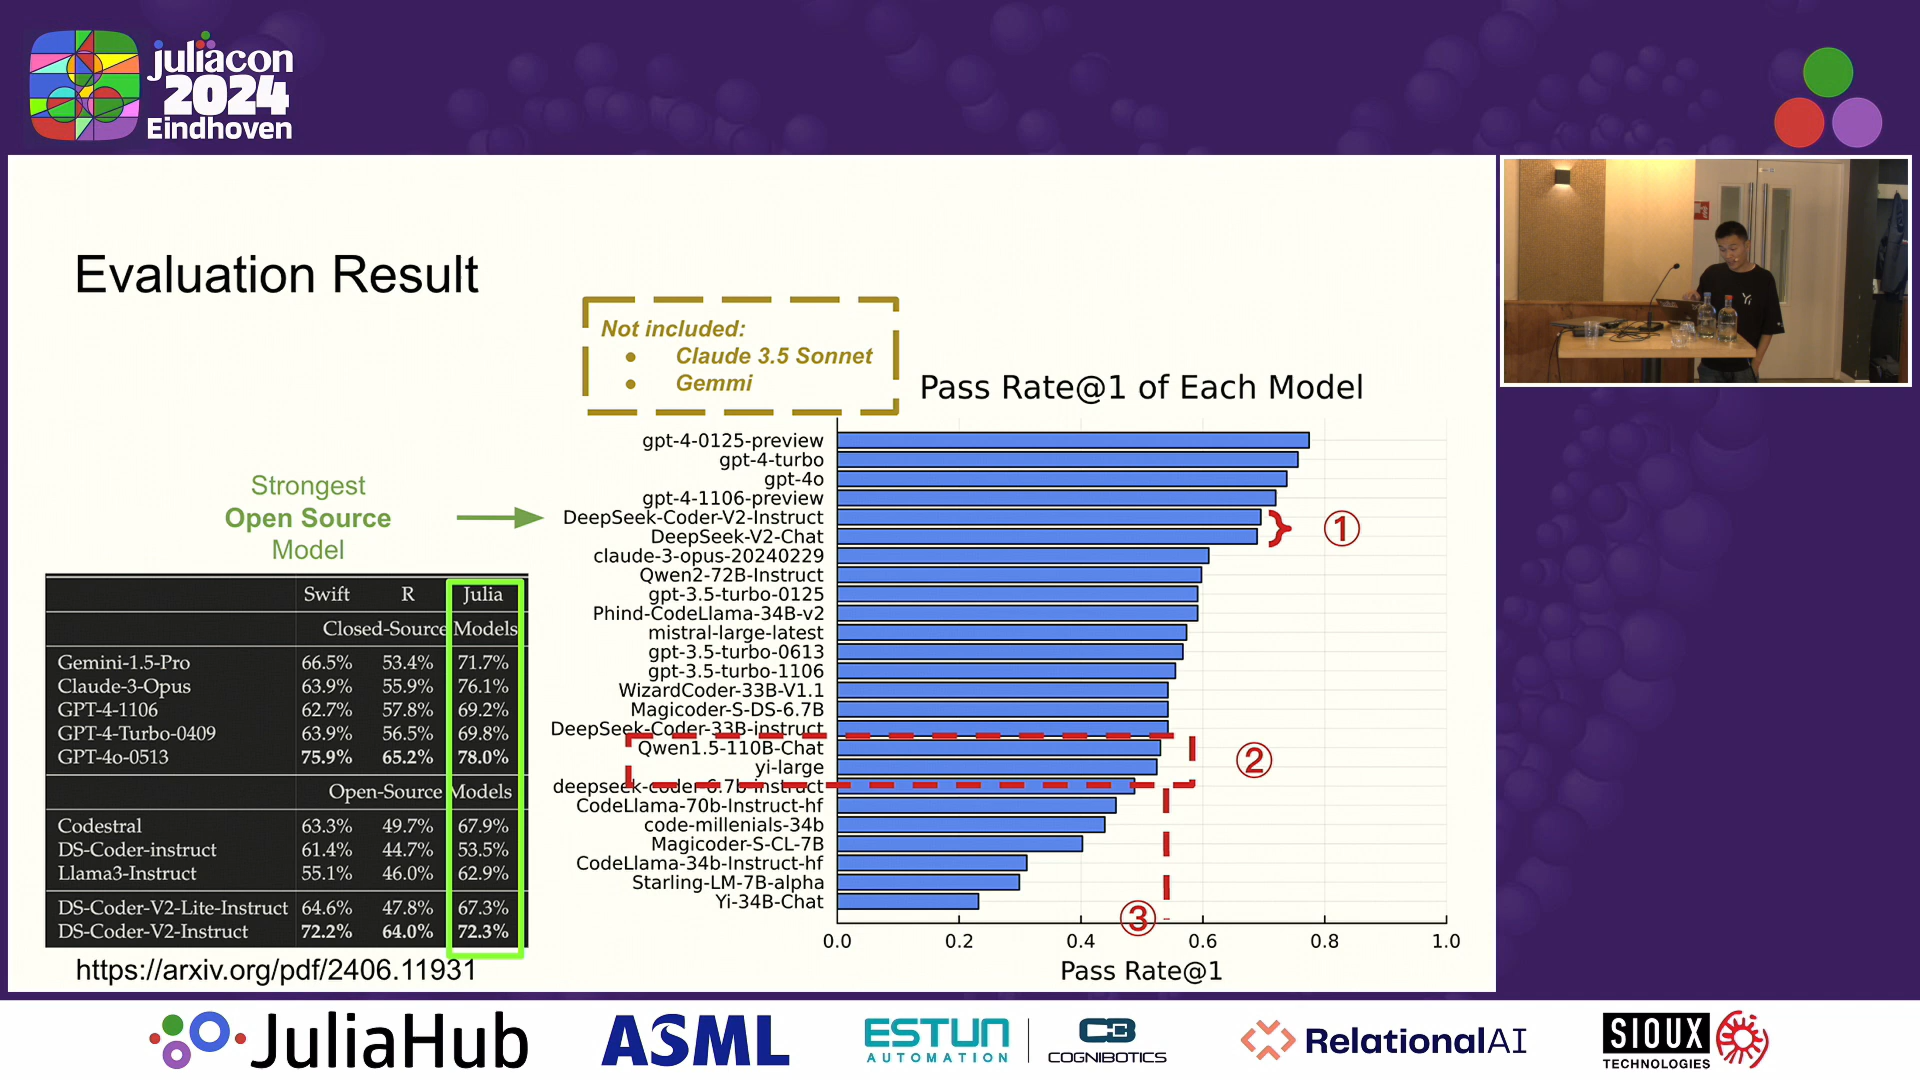 juliacon
2024
Eindhoven
Evaluation Result
Not included:
● Claude 3.5 Sonnet
● Gemmi
Strongest
Open Source
Model
Swift R Julia
Closed-Source Models
Gemini-1.5-Pro 66.5% 53.4% 71.7%
Claude-3-Opus 63.9% 55.9% 76.1%
GPT-4-1106 62.7% 57.8% 69.2%
GPT-4-Turbo-0409 63.9% 56.5% 69.8%
GPT-4o-0513 75.9% 65.2% 78.0%
Open-Source Models
Codestral 63.3% 49.7% 67.9%
DS-Coder-instruct 61.4% 44.7% 53.5%
Llama3-Instruct 55.1% 46.0% 62.9%
DS-Coder-V2-Lite-Instruct 64.6% 47.8% 67.3%
DS-Coder-V2-Instruct 72.2% 64.0% 72.3%
https://arxiv.org/pdf/2406.11931
Pass Rate@1 of Each Model
gpt-4-0125-preview
gpt-4-turbo
gpt-4o
gpt-4-1106-preview
DeepSeek-Coder-V2-Instruct
DeepSeek-V2-Chat
①
claude-3-opus-20240229
Qwen2-72B-Instruct
gpt-3.5-turbo-0125
Phind-CodeLlama-34B-v2
mistral-large-latest
gpt-3.5-turbo-0613
gpt-3.5-turbo-1106
WizardCoder-33B-V1.1
Magicoder-S-DS-6.7B
DeepSeek-Coder-33B-instruct
Qwen1.5-110B-Chat
yi-large
②
deepseek-coder-6.7b-instruct
CodeLlama-70b-Instruct-hf
code-millenials-34b
Magicoder-S-CL-7B
CodeLlama-34b-Instruct-hf
Starling-LM-7B-alpha
Yi-34B-Chat
③
0.0 0.2 0.4 0.6 0.8 1.0
Pass Rate@1
Yi
JuliaHub
ASML
ESTUN
AUTOMATION
COGNIBOTICS
RelationalAI
SIOUX
TECHNOLOGIES